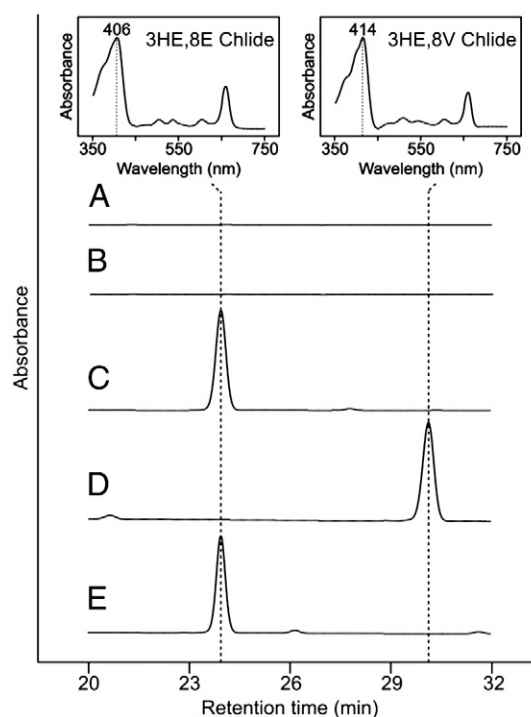 406
3HE,8E Chlide
Absorbance
350 550 750
Wavelength (nm)
414
3HE,8V Chlide
Absorbance
350 550 750
Wavelength (nm)
A
B
C
D
E
Absorbance
20 23 26 29 32
Retention time (min)